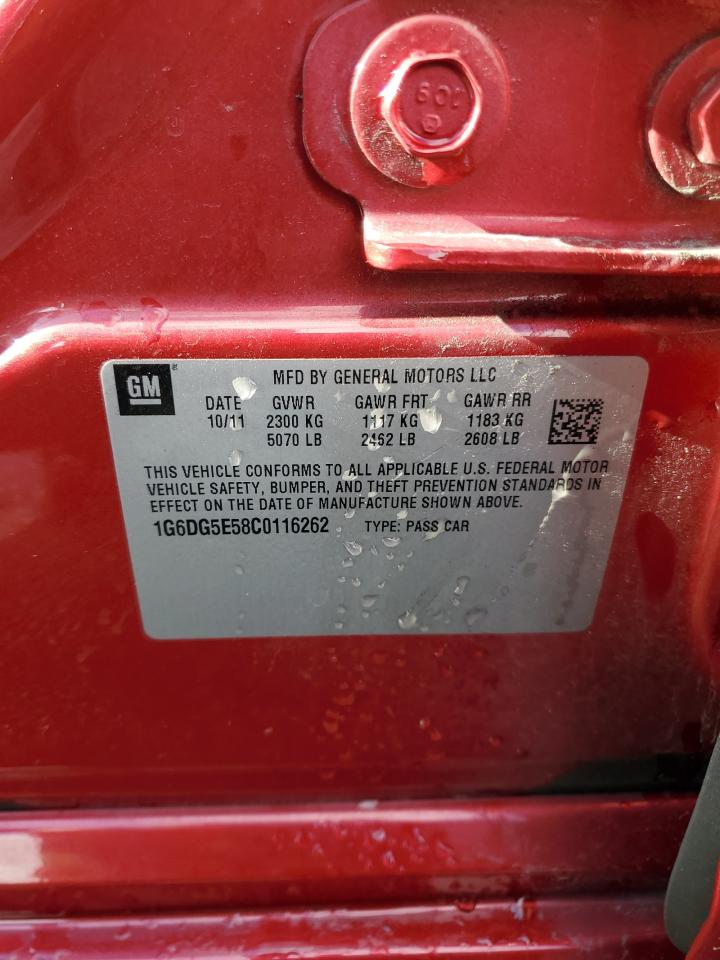 10.9
GM
MFD BY GENERAL MOTORS LLC
DATE GVWR GAWR FRT GAWR RR
10/11 2300 KG 1117 KG 1183 KG
5070 LB 2462 LB 2608 LB
THIS VEHICLE CONFORMS TO ALL APPLICABLE U.S. FEDERAL MOTOR
VEHICLE SAFETY, BUMPER, AND THEFT PREVENTION STANDARDS IN
EFFECT ON THE DATE OF MANUFACTURE SHOWN ABOVE.
1G6DG5E58C0116262 TYPE: PASS CAR